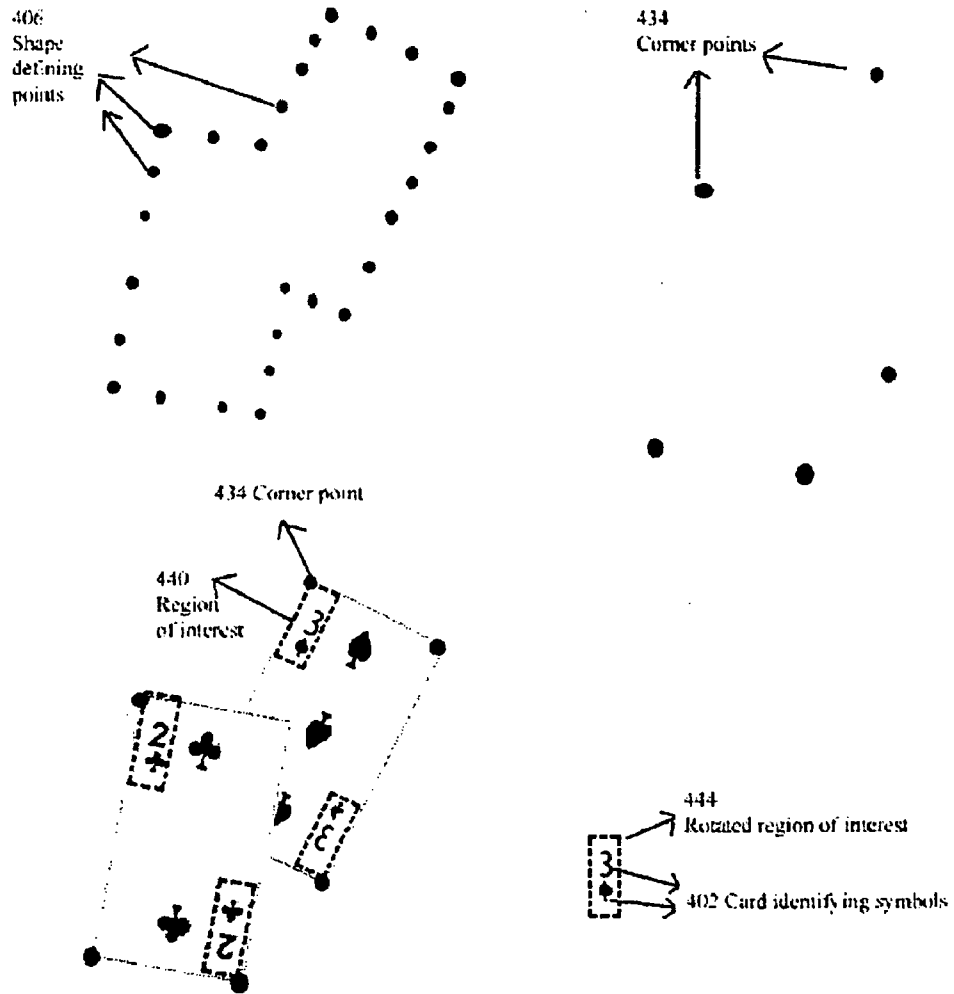 406
Shape
defining
points
434
Corner points
434 Corner point
440
Region
of interest
3
2
3
2
444
Rotated region of interest
3
402 Card identifying symbols